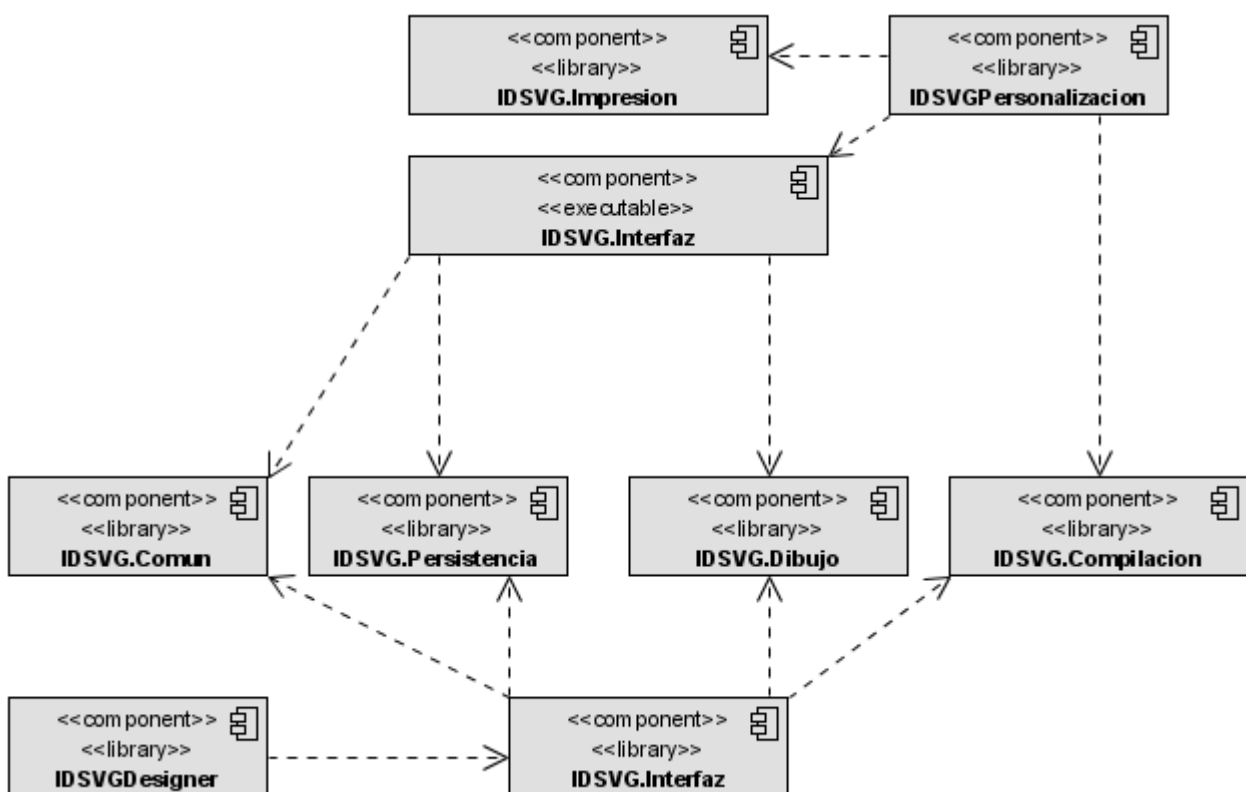 <<component>>
<<library>>
IDSVG.Impresion
<<component>>
<<library>>
IDSVGPersonalizacion
<<component>>
<<executable>>
IDSVG.Interfaz
<<component>>
<<library>>
IDSVG.Comun
<<component>>
<<library>>
IDSVG.Persistencia
<<component>>
<<library>>
IDSVG.Dibujo
<<component>>
<<library>>
IDSVG.Compilacion
<<component>>
<<library>>
IDSVGDesigner
<<component>>
<<library>>
IDSVG.Interfaz